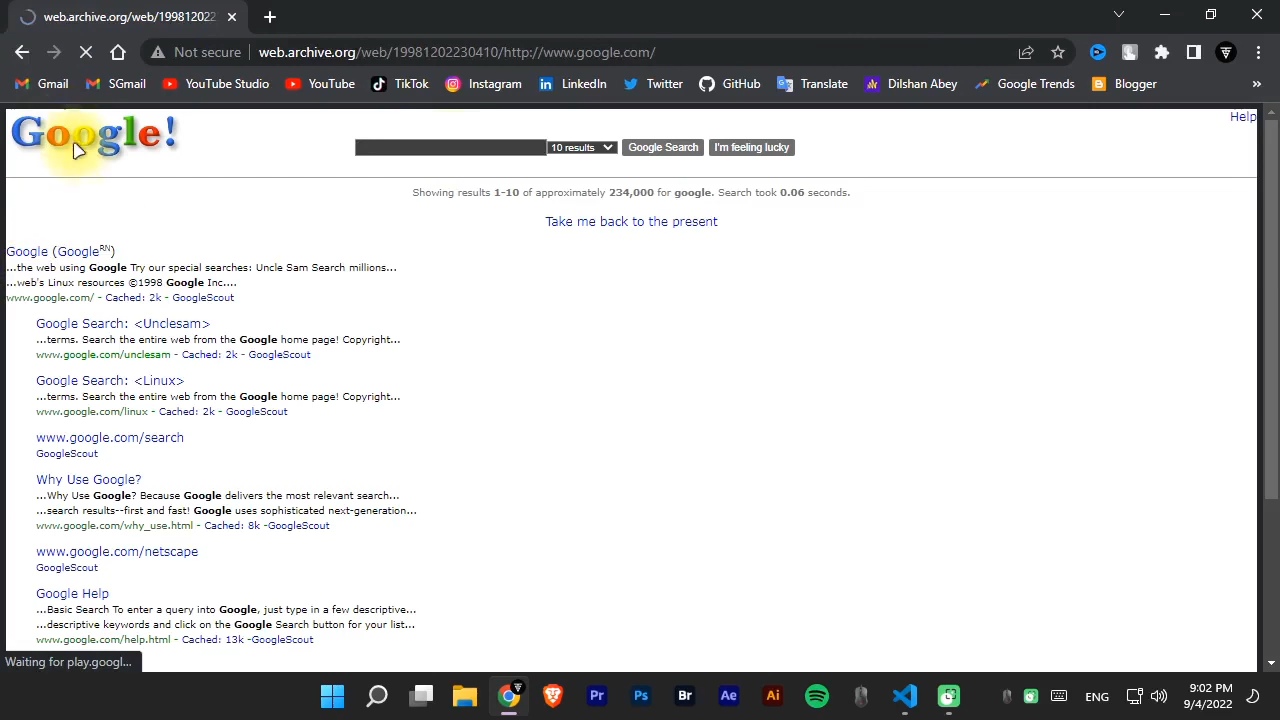 web.archive.org/web/19981202
Not secure web.archive.org/web/19981202230410/http://www.google.com/
Gmail SGmail YouTube Studio YouTube TikTok Instagram LinkedIn Twitter GitHub Translate Dilshan Abey Google Trends Blogger »
Google!
Help
10 results Google Search I'm feeling lucky
Showing results 1-10 of approximately 234,000 for google. Search took 0.06 seconds.
Take me back to the present
Google (GoogleRN)
...the web using Google Try our special searches: Uncle Sam Search millions...
...web's Linux resources ©1998 Google Inc....
www.google.com/ - Cached: 2k - GoogleScout
Google Search: <Unclesam>
...terms. Search the entire web from the Google home page! Copyright...
www.google.com/unclesam - Cached: 2k - GoogleScout
Google Search: <Linux>
...terms. Search the entire web from the Google home page! Copyright...
www.google.com/linux - Cached: 2k - GoogleScout
www.google.com/search
GoogleScout
Why Use Google?
...Why Use Google? Because Google delivers the most relevant search...
...search results--first and fast! Google uses sophisticated next-generation...
www.google.com/why_use.html - Cached: 8k -GoogleScout
www.google.com/netscape
GoogleScout
Google Help
...Basic Search To enter a query into Google, just type in a few descriptive...
...descriptive keywords and click on the Google Search button for your list...
www.google.com/help.html - Cached: 13k -GoogleScout
Waiting for play.googl...
Pr Ps Br Ae Ai
ENG
9:02 PM
9/4/2022